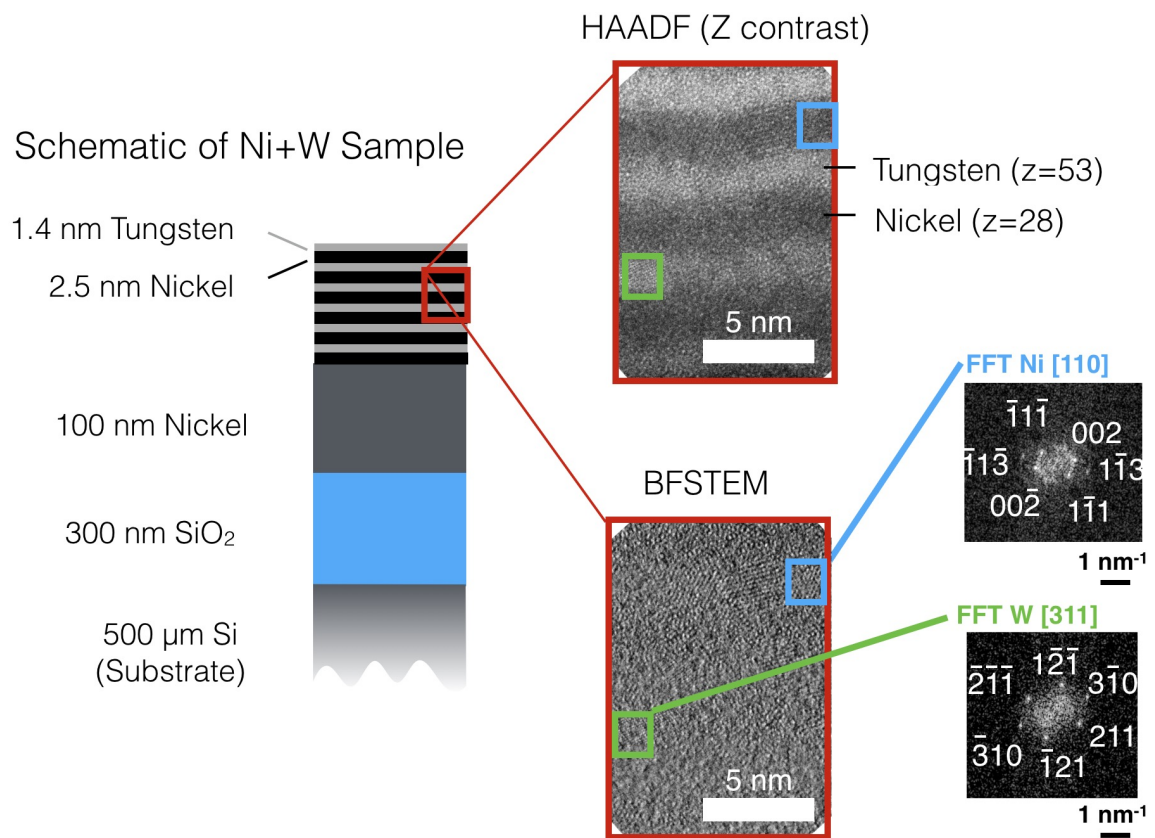 HAADF (Z contrast)
Schematic of Ni+W Sample
Tungsten (z=53)
Nickel (z=28)
1.4 nm Tungsten
2.5 nm Nickel
5 nm
FFT Ni [110]
1̅11̅
002
1̅13̅
11̅3
002̅
11̅1
1 nm⁻¹
100 nm Nickel
BFSTEM
300 nm SiO₂
500 µm Si
(Substrate)
5 nm
FFT W [311]
12̅1̅
2̅1̅1̅
31̅0
211
3̅10
1̅21
1 nm⁻¹